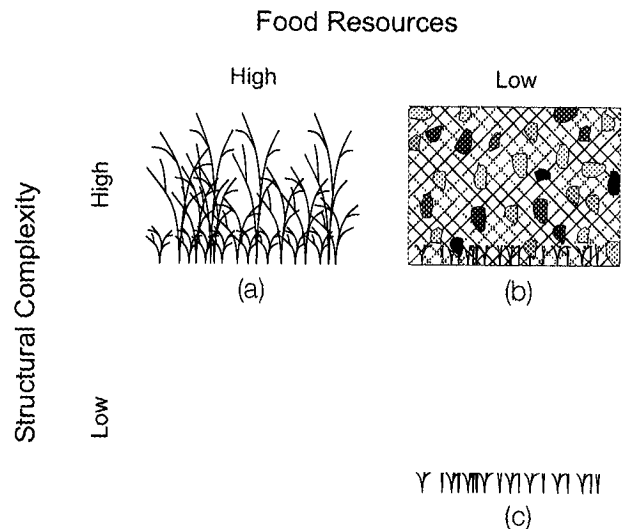 Food Resources
High
Low
Structural Complexity
High
(a)
(b)
Low
(c)